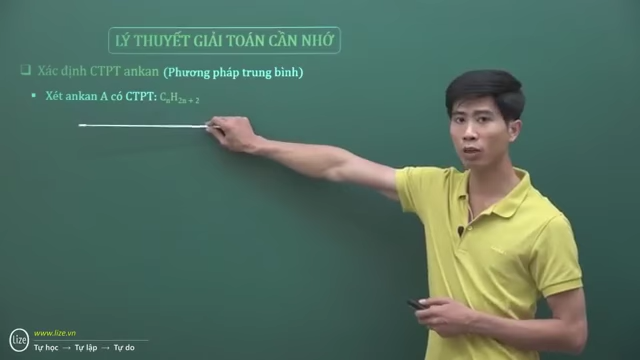 LÝ THUYẾT GIẢI TOÁN CẦN NHỚ
❑ Xác định CTPT ankan (Phương pháp trung bình)
• Xét ankan A có CTPT: CₙH₂ₙ₊₂
lize
www.lize.vn
Tự học → Tự lập → Tự do